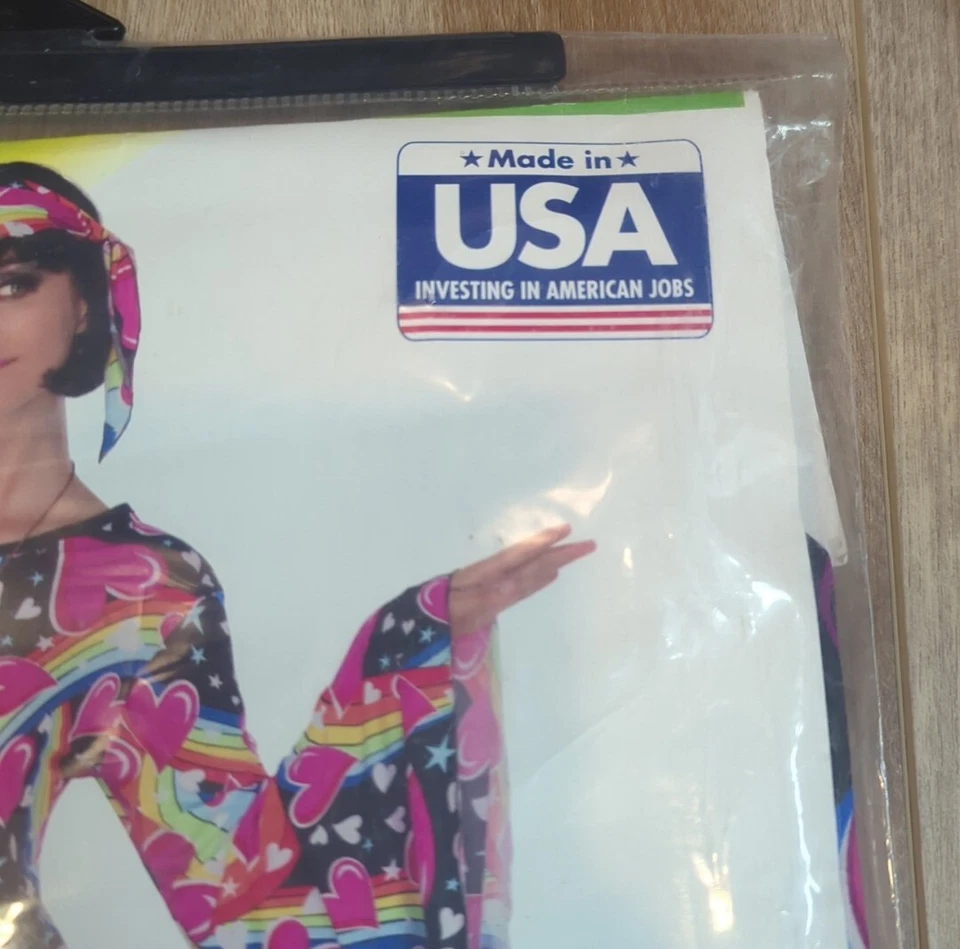 ★Made in★
USA
INVESTING IN AMERICAN JOBS